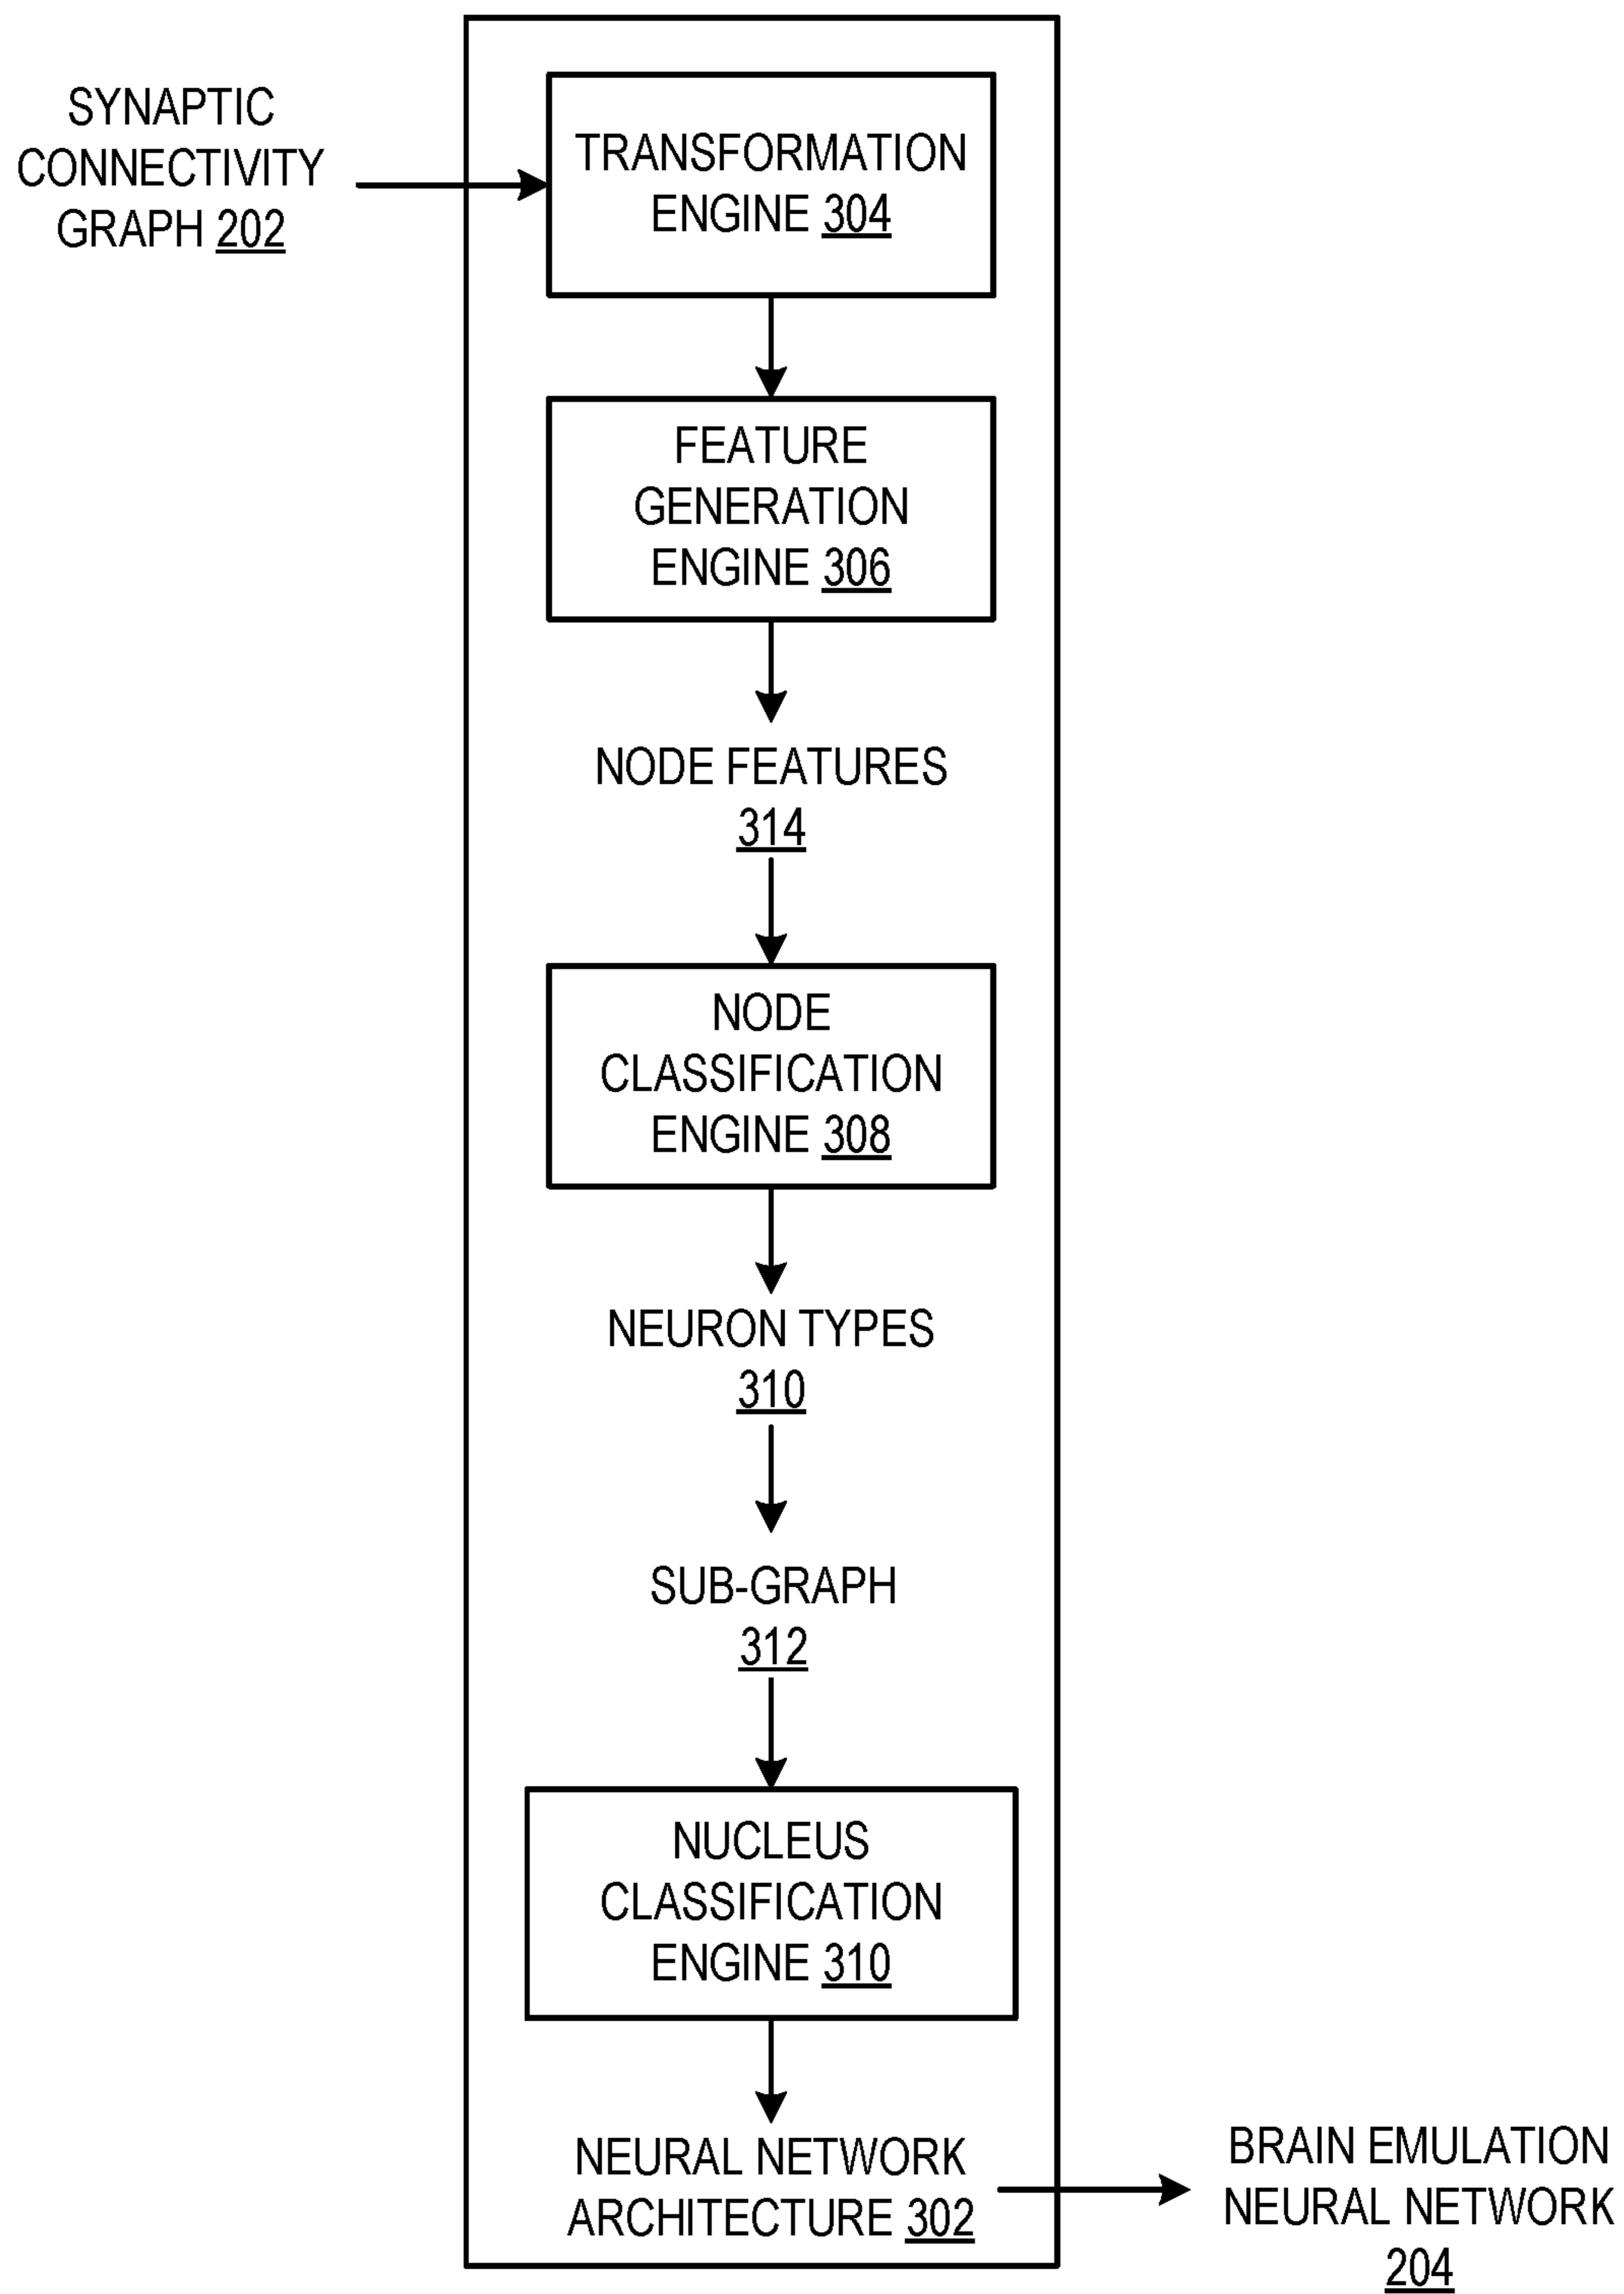 SYNAPTIC
CONNECTIVITY
GRAPH 202
TRANSFORMATION
ENGINE 304
FEATURE
GENERATION
ENGINE 306
NODE FEATURES
314
NODE
CLASSIFICATION
ENGINE 308
NEURON TYPES
310
SUB-GRAPH
312
NUCLEUS
CLASSIFICATION
ENGINE 310
NEURAL NETWORK
ARCHITECTURE 302
BRAIN EMULATION
NEURAL NETWORK
204